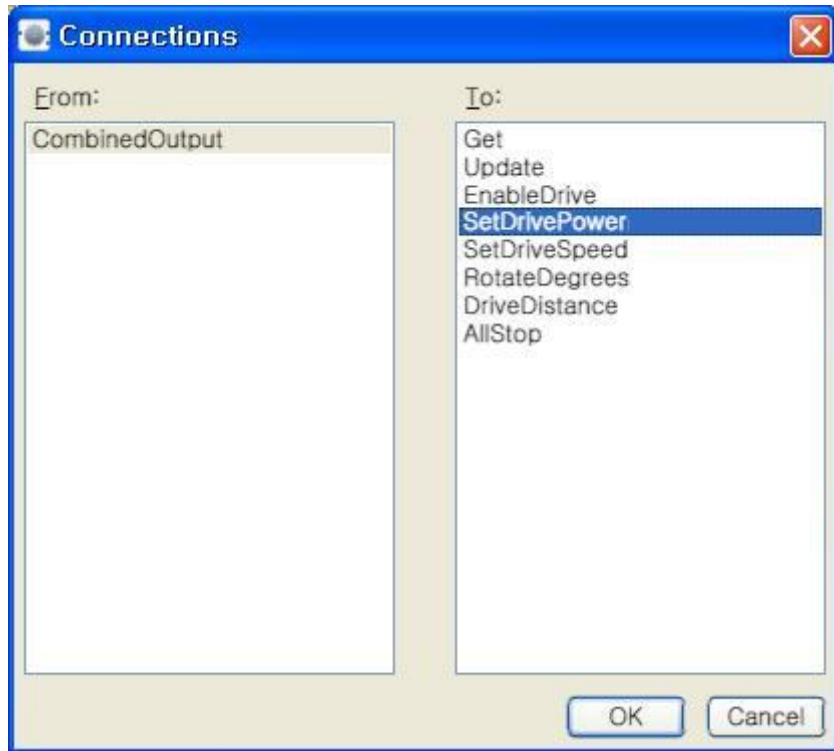 Connections
From:
To:
CombinedOutput
Get
Update
EnableDrive
SetDrivePower
SetDriveSpeed
RotateDegrees
DriveDistance
AllStop
OK
Cancel